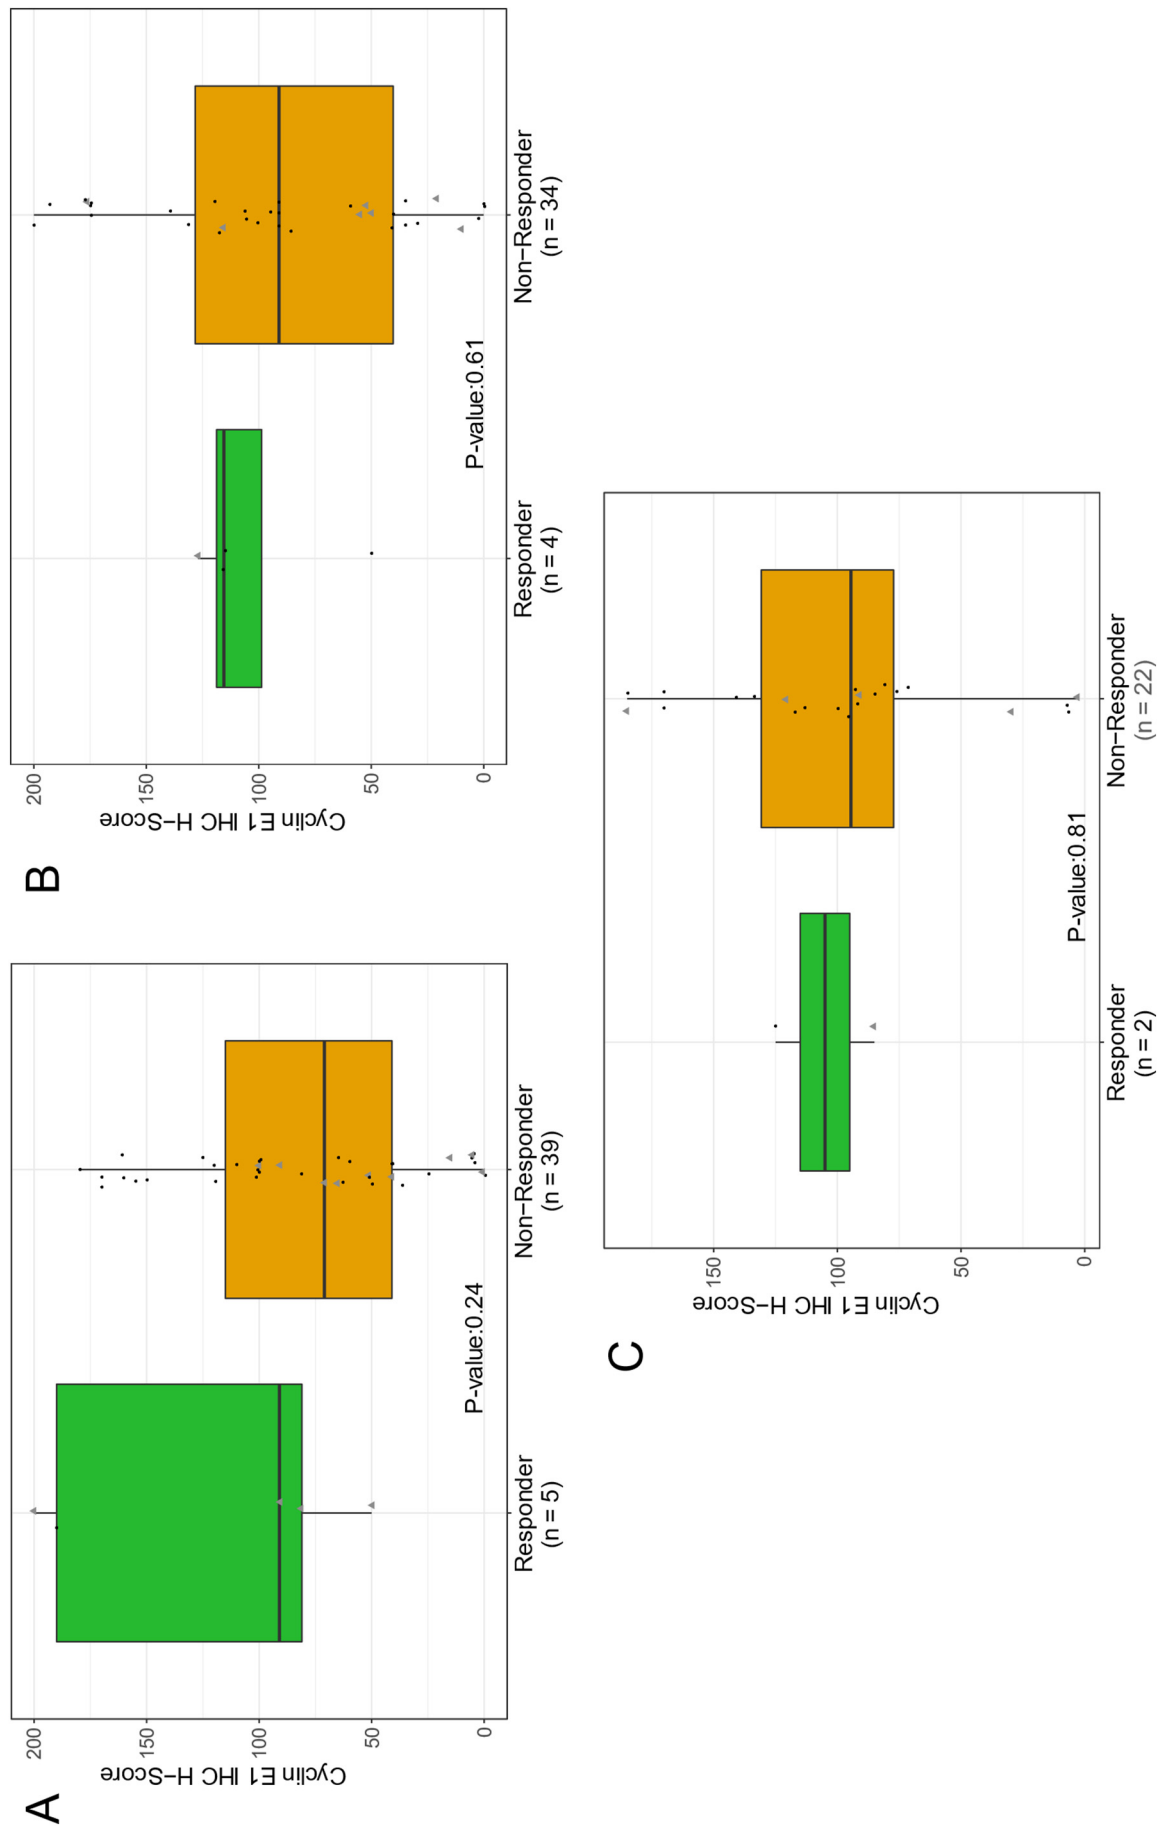 A
Cyclin E1 IHC H−Score
200
150
100
50
0
P-value:0.24
Responder
(n = 5)
Non−Responder
(n = 39)
B
Cyclin E1 IHC H−Score
200
150
100
50
0
P-value:0.61
Responder
(n = 4)
Non−Responder
(n = 34)
C
Cyclin E1 IHC H−Score
150
100
50
0
P-value:0.81
Responder
(n = 2)
Non−Responder
(n = 22)